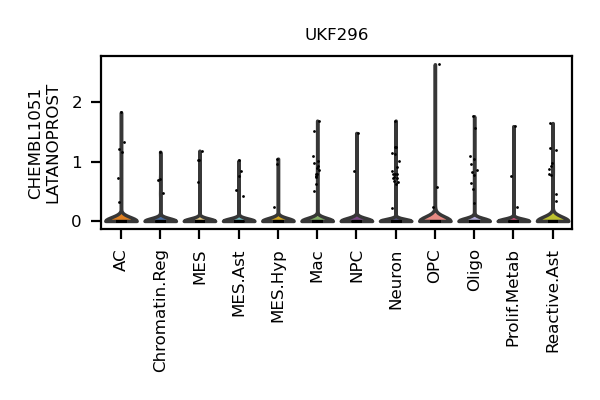 UKF296
CHEMBL1051
LATANOPROST
2
1
0
AC
Chromatin.Reg
MES
MES.Ast
MES.Hyp
Mac
NPC
Neuron
OPC
Oligo
Prolif.Metab
Reactive.Ast